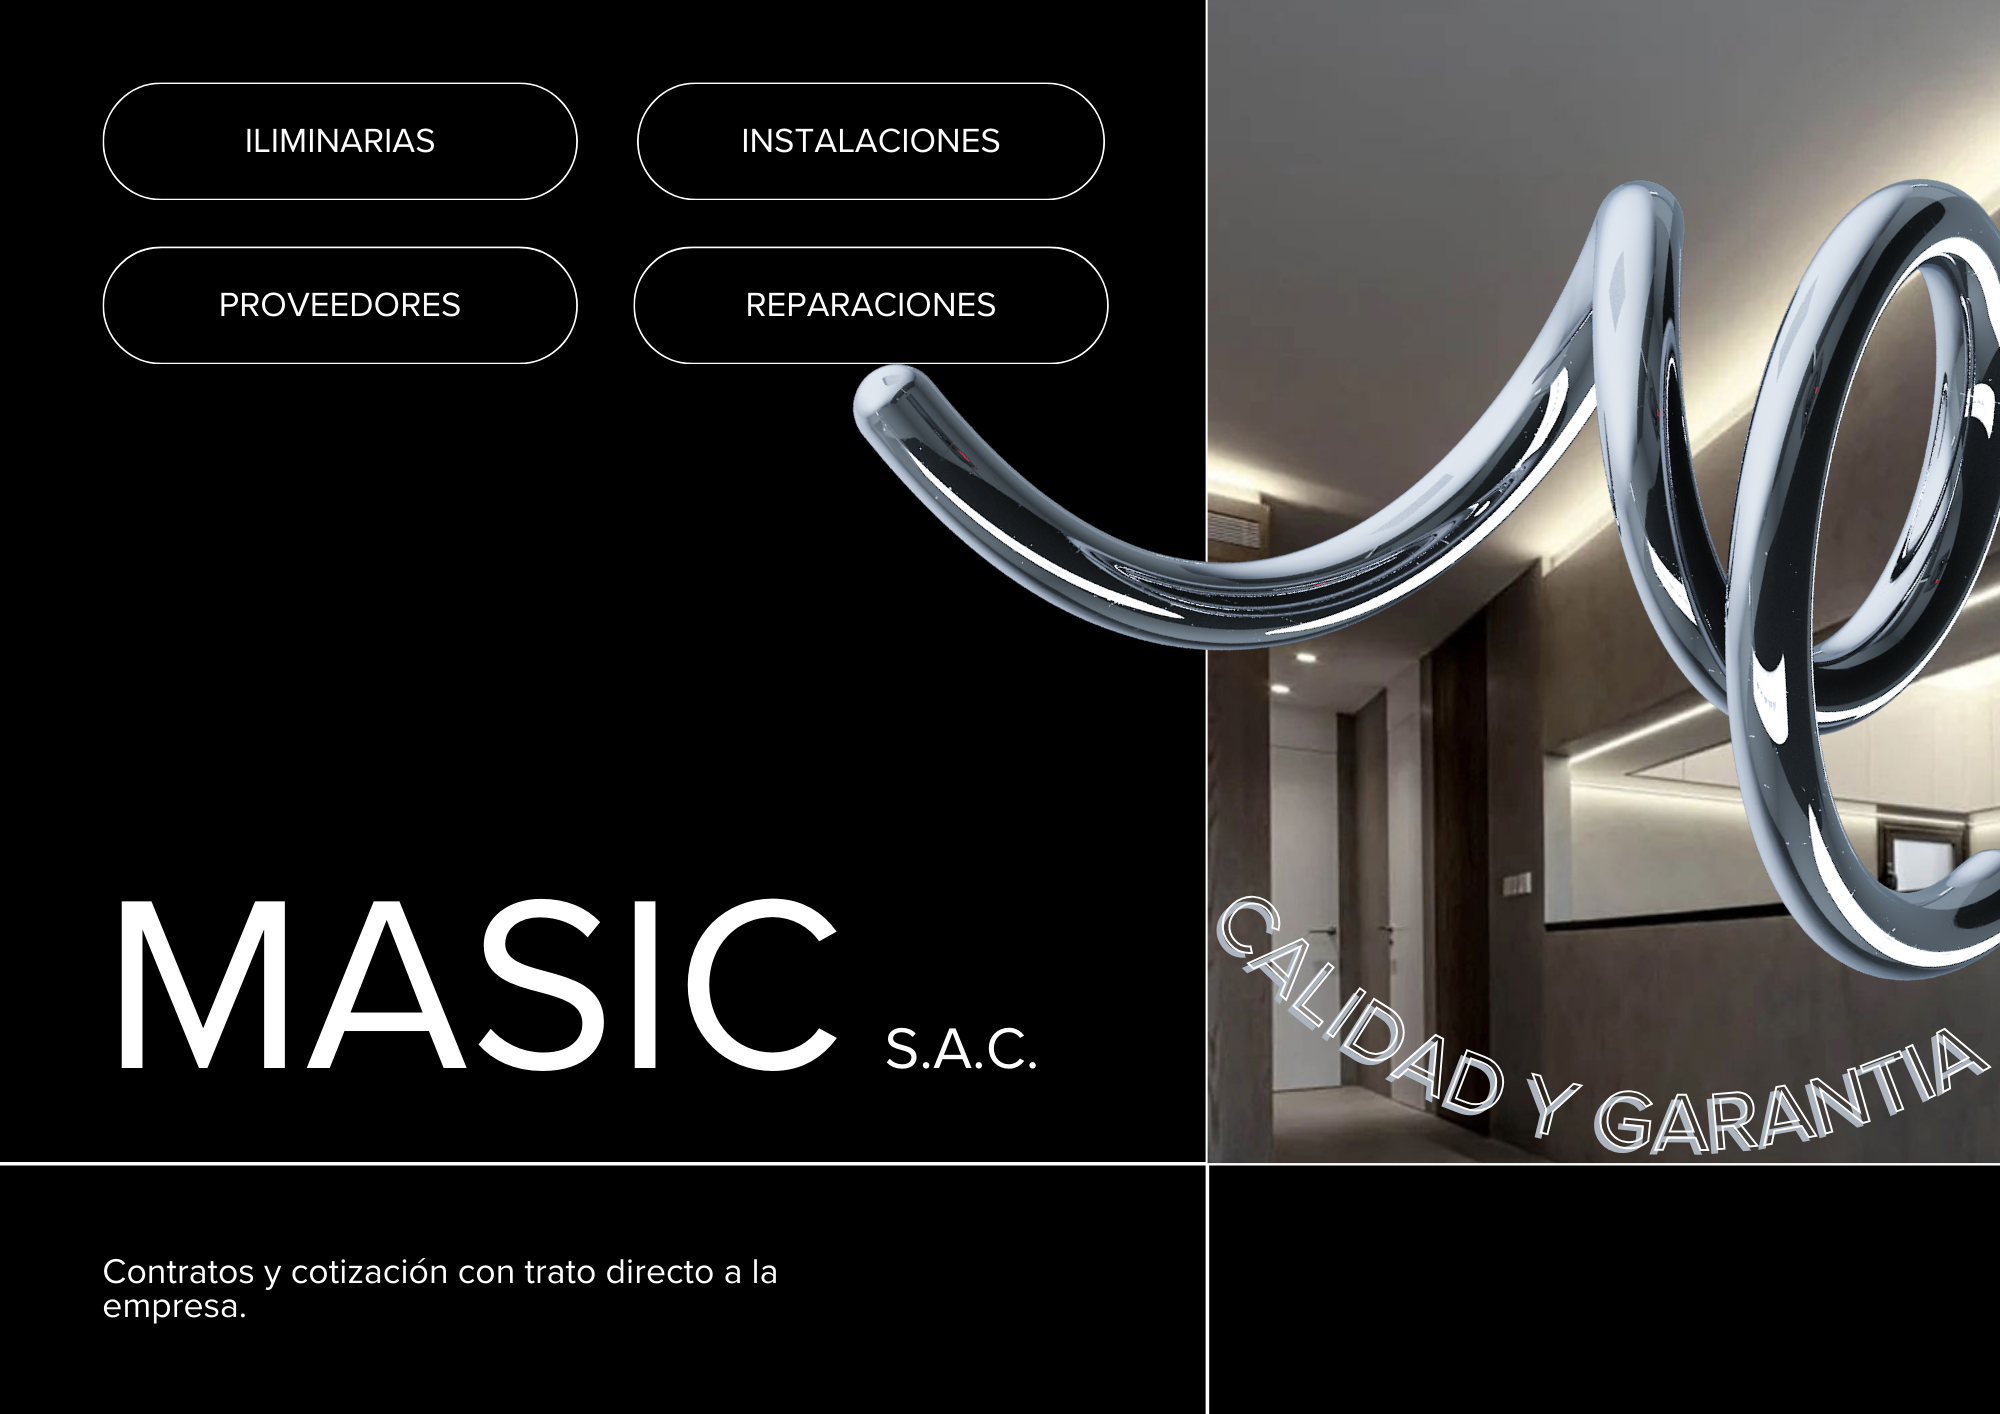 ILIMINARIAS
INSTALACIONES
PROVEEDORES
REPARACIONES
MASIC S.A.C.
CALIDAD Y GARANTIA
Contratos y cotización con trato directo a la
empresa.